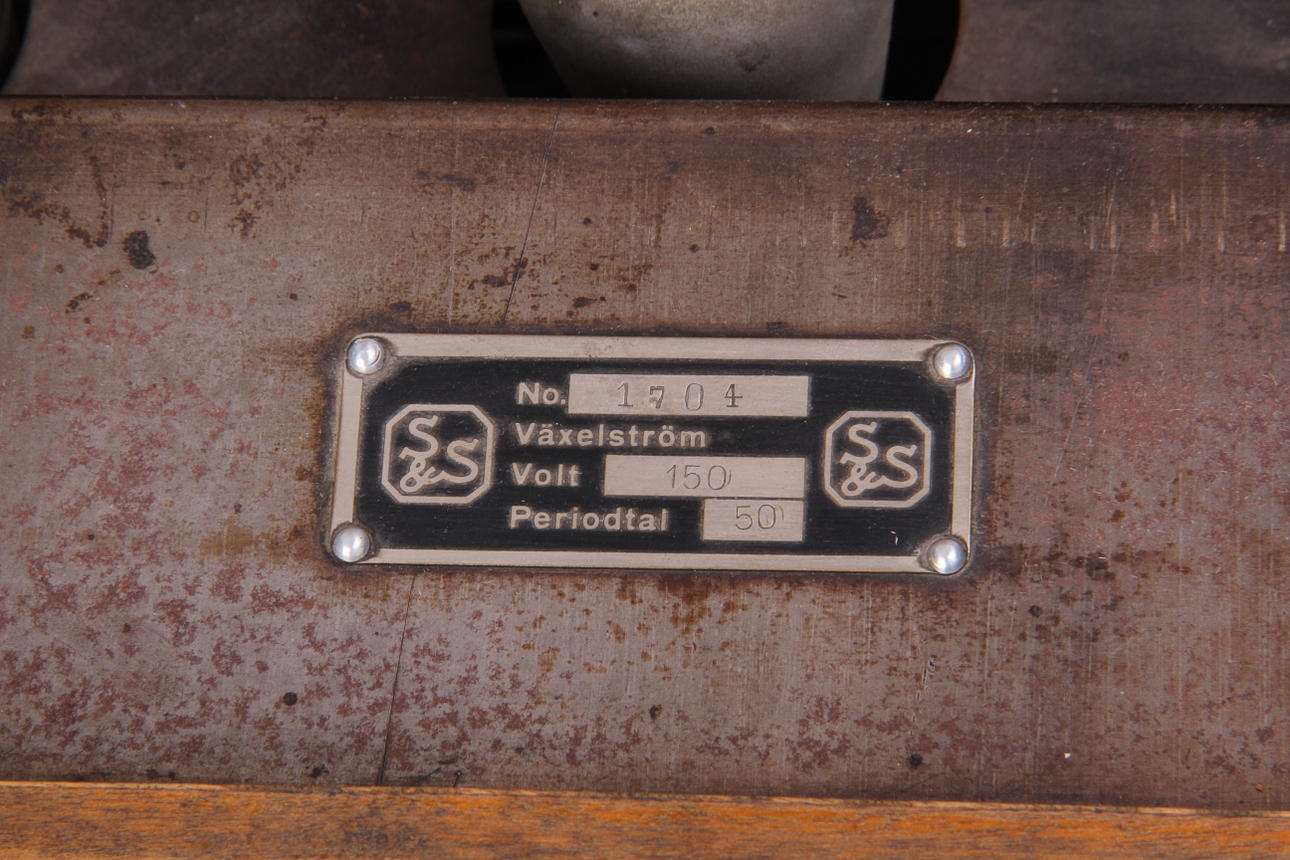 No. 1704
S&S
Växelström
S&S
Volt 150
Periodtal 50